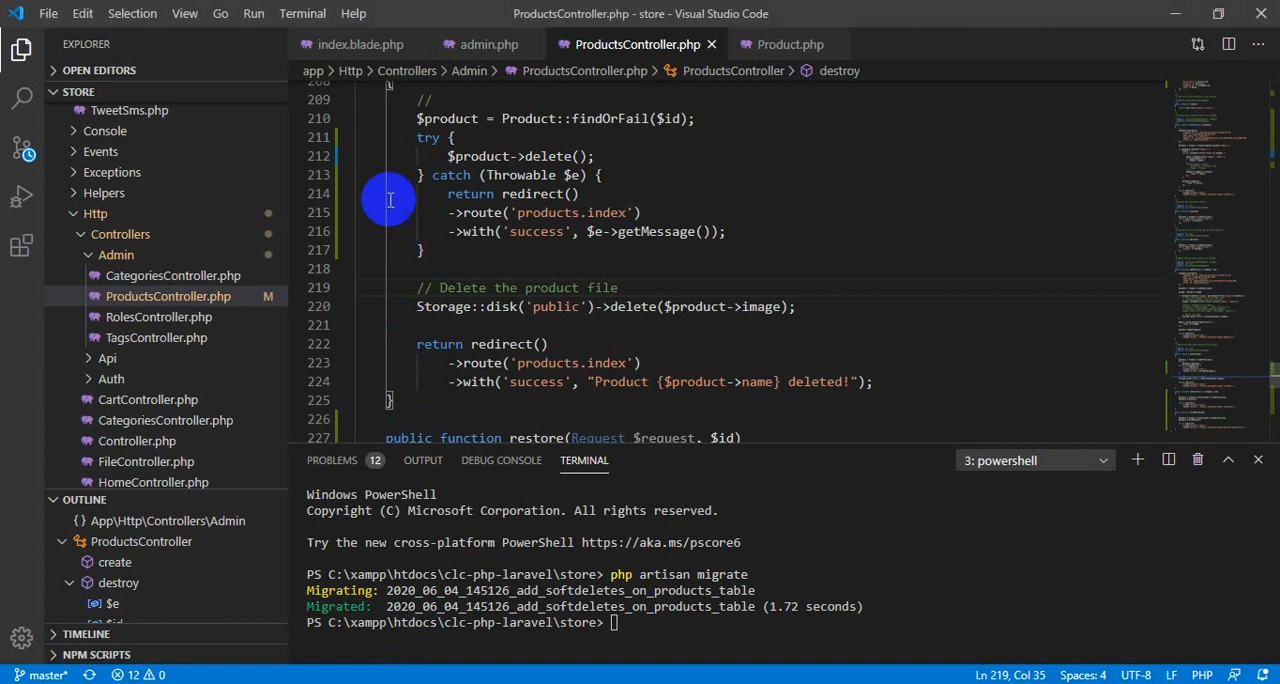 File Edit Selection View Go Run Terminal Help ProductsController.php - store - Visual Studio Code
EXPLORER
index.blade.php admin.php ProductsController.php Product.php
OPEN EDITORS
app > Http > Controllers > Admin > ProductsController.php > ProductsController > destroy
STORE
TweetSms.php
Console
Events
Exceptions
Helpers
Http
Controllers
Admin
CategoriesController.php
ProductsController.php M
RolesController.php
TagsController.php
Api
Auth
CartController.php
CategoriesController.php
Controller.php
FileController.php
HomeController.php
OUTLINE
App\Http\Controllers\Admin
ProductsController
create
destroy
$e
TIMELINE
NPM SCRIPTS
208 {
209 //
210 $product = Product::findOrFail($id);
211 try {
212 $product->delete();
213 } catch (Throwable $e) {
214 return redirect()
215 ->route('products.index')
216 ->with('success', $e->getMessage());
217 }
218
219 // Delete the product file
220 Storage::disk('public')->delete($product->image);
221
222 return redirect()
223 ->route('products.index')
224 ->with('success', "Product {$product->name} deleted!");
225 }
226
227 public function restore(Request $request, $id)
PROBLEMS 12 OUTPUT DEBUG CONSOLE TERMINAL 3: powershell
Windows PowerShell
Copyright (C) Microsoft Corporation. All rights reserved.
Try the new cross-platform PowerShell https://aka.ms/pscore6
PS C:\xampp\htdocs\clc-php-laravel\store> php artisan migrate
Migrating: 2020_06_04_145126_add_softdeletes_on_products_table
Migrated: 2020_06_04_145126_add_softdeletes_on_products_table (1.72 seconds)
PS C:\xampp\htdocs\clc-php-laravel\store>
master* 12 0 Ln 219, Col 35 Spaces: 4 UTF-8 LF PHP